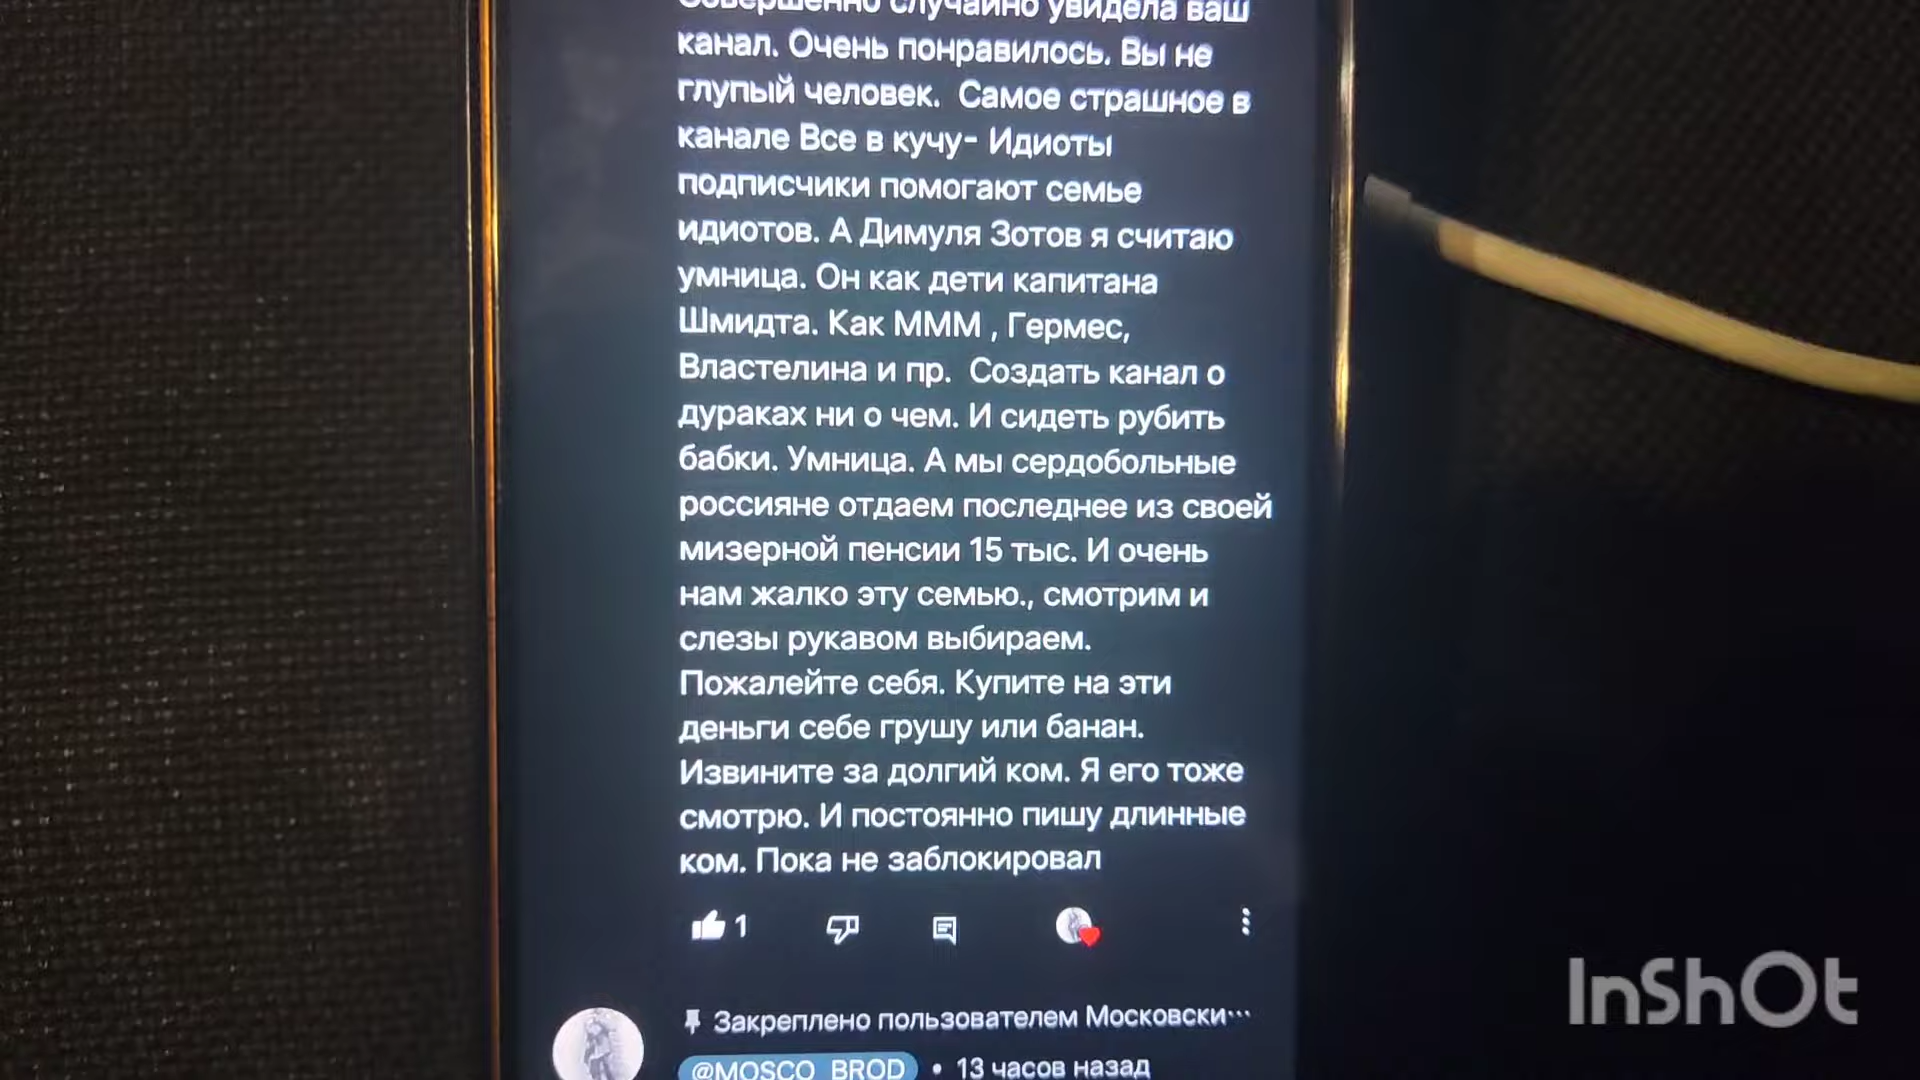 Совершенно случайно увидела ваш
канал. Очень понравилось. Вы не
глупый человек.  Самое страшное в
канале Все в кучу- Идиоты
подписчики помогают семье
идиотов. А Димуля Зотов я считаю
умница. Он как дети капитана
Шмидта. Как МММ , Гермес,
Властелина и пр.  Создать канал о
дураках ни о чем. И сидеть рубить
бабки. Умница. А мы сердобольные
россияне отдаем последнее из своей
мизерной пенсии 15 тыс. И очень
нам жалко эту семью., смотрим и
слезы рукавом выбираем.
Пожалейте себя. Купите на эти
деньги себе грушу или банан.
Извините за долгий ком. Я его тоже
смотрю. И постоянно пишу длинные
ком. Пока не заблокировал
1
Закреплено пользователем Московски...
@MOSCO_BROD • 13 часов назад
InShOt